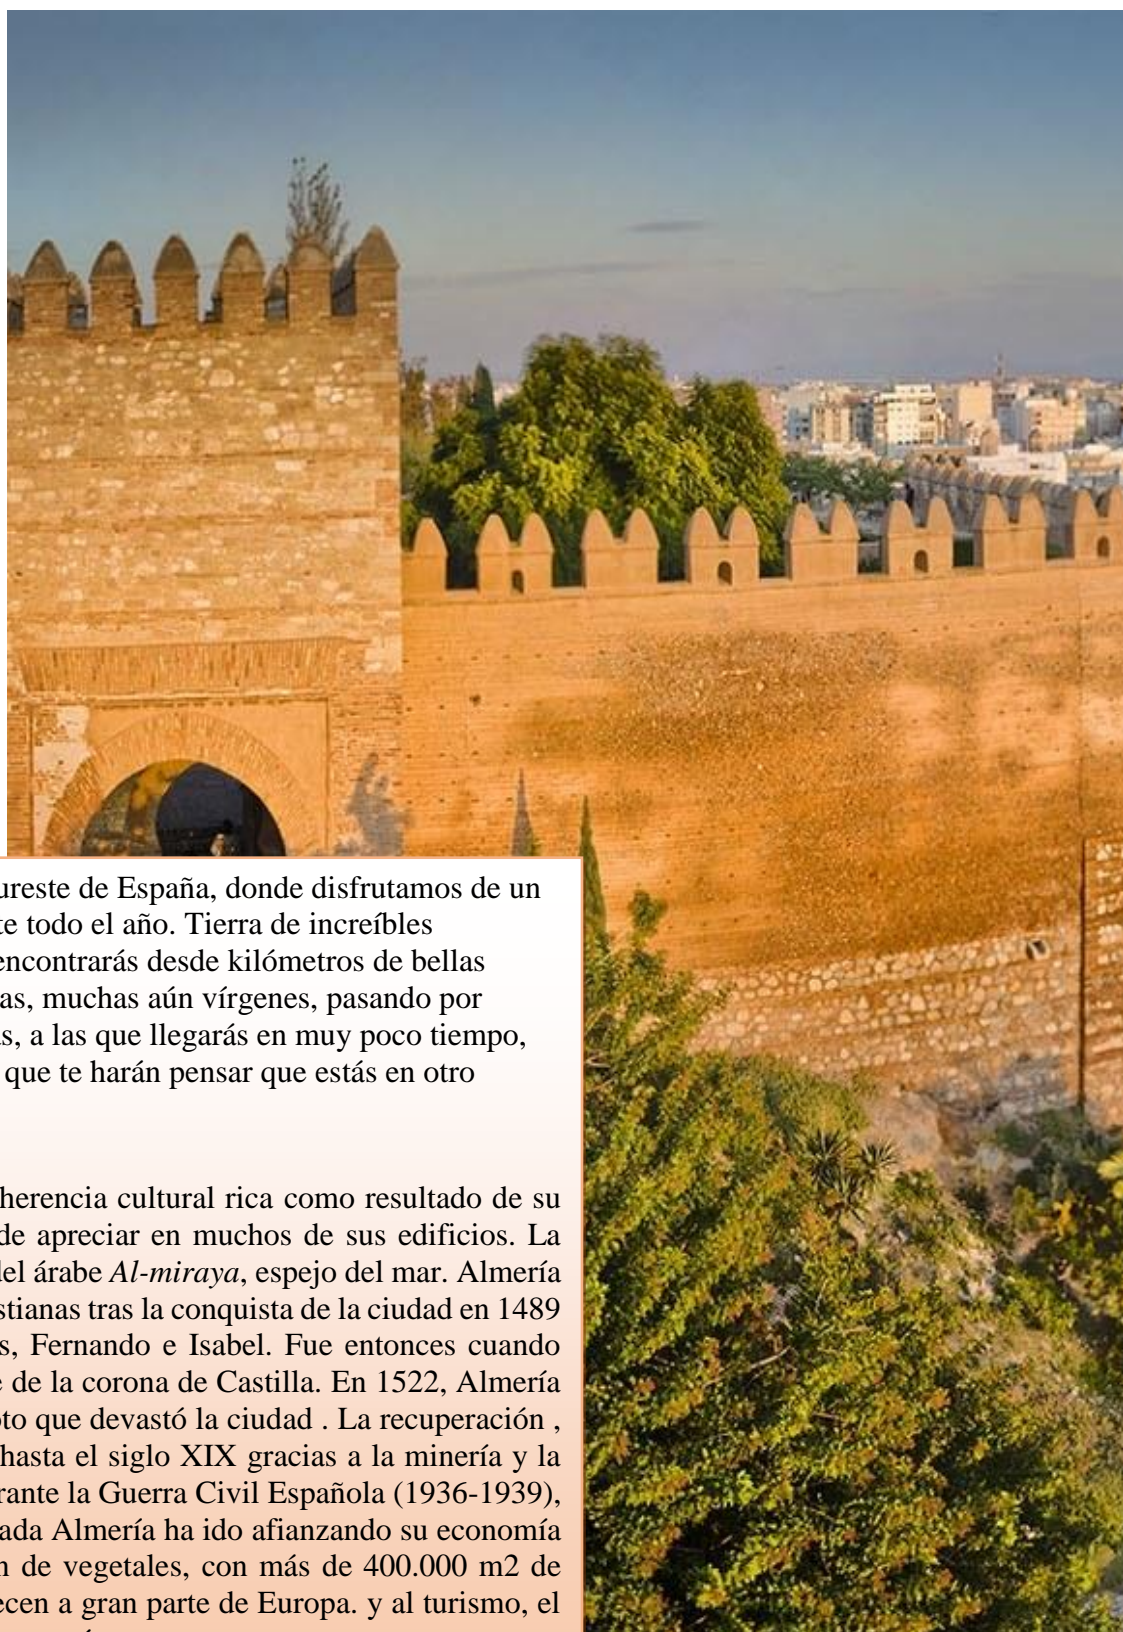 ureste de España, donde disfrutamos de un
te todo el año. Tierra de increíbles
encontrarás desde kilómetros de bellas
as, muchas aún vírgenes, pasando por
s, a las que llegarás en muy poco tiempo,
que te harán pensar que estás en otro
herencia cultural rica como resultado de su
de apreciar en muchos de sus edificios. La
del árabe Al-miraya, espejo del mar. Almería
stianas tras la conquista de la ciudad en 1489
s, Fernando e Isabel. Fue entonces cuando
e de la corona de Castilla. En 1522, Almería
oto que devastó la ciudad . La recuperación ,
hasta el siglo XIX gracias a la minería y la
rante la Guerra Civil Española (1936-1939),
ada Almería ha ido afianzando su economía
n de vegetales, con más de 400.000 m2 de
ecen a gran parte de Europa. y al turismo, el